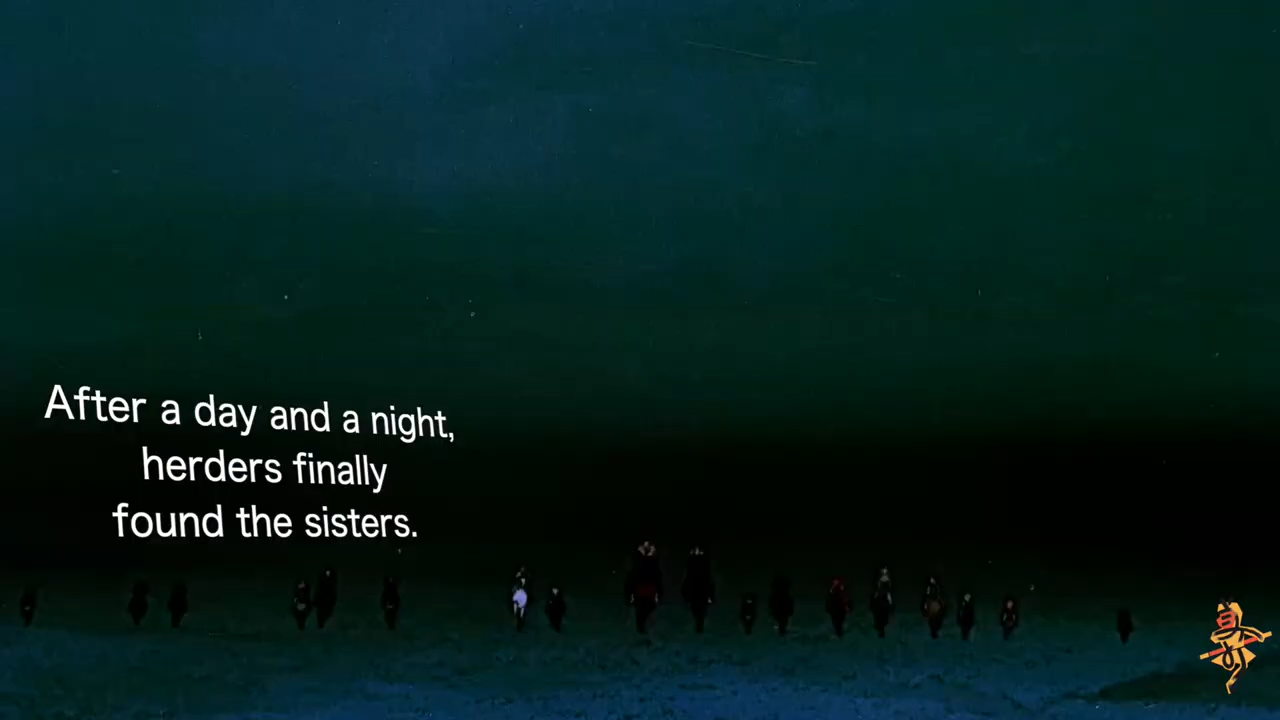 After a day and a night,
herders finally
found the sisters.